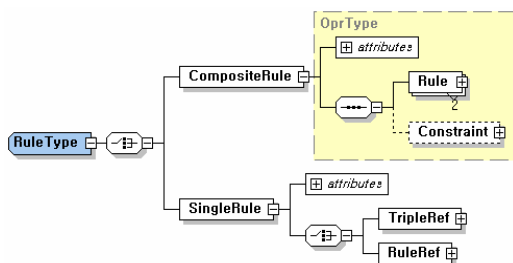 OprType
attributes
CompositeRule
Rule
2
Constraint
RuleType
attributes
SingleRule
TripleRef
RuleRef